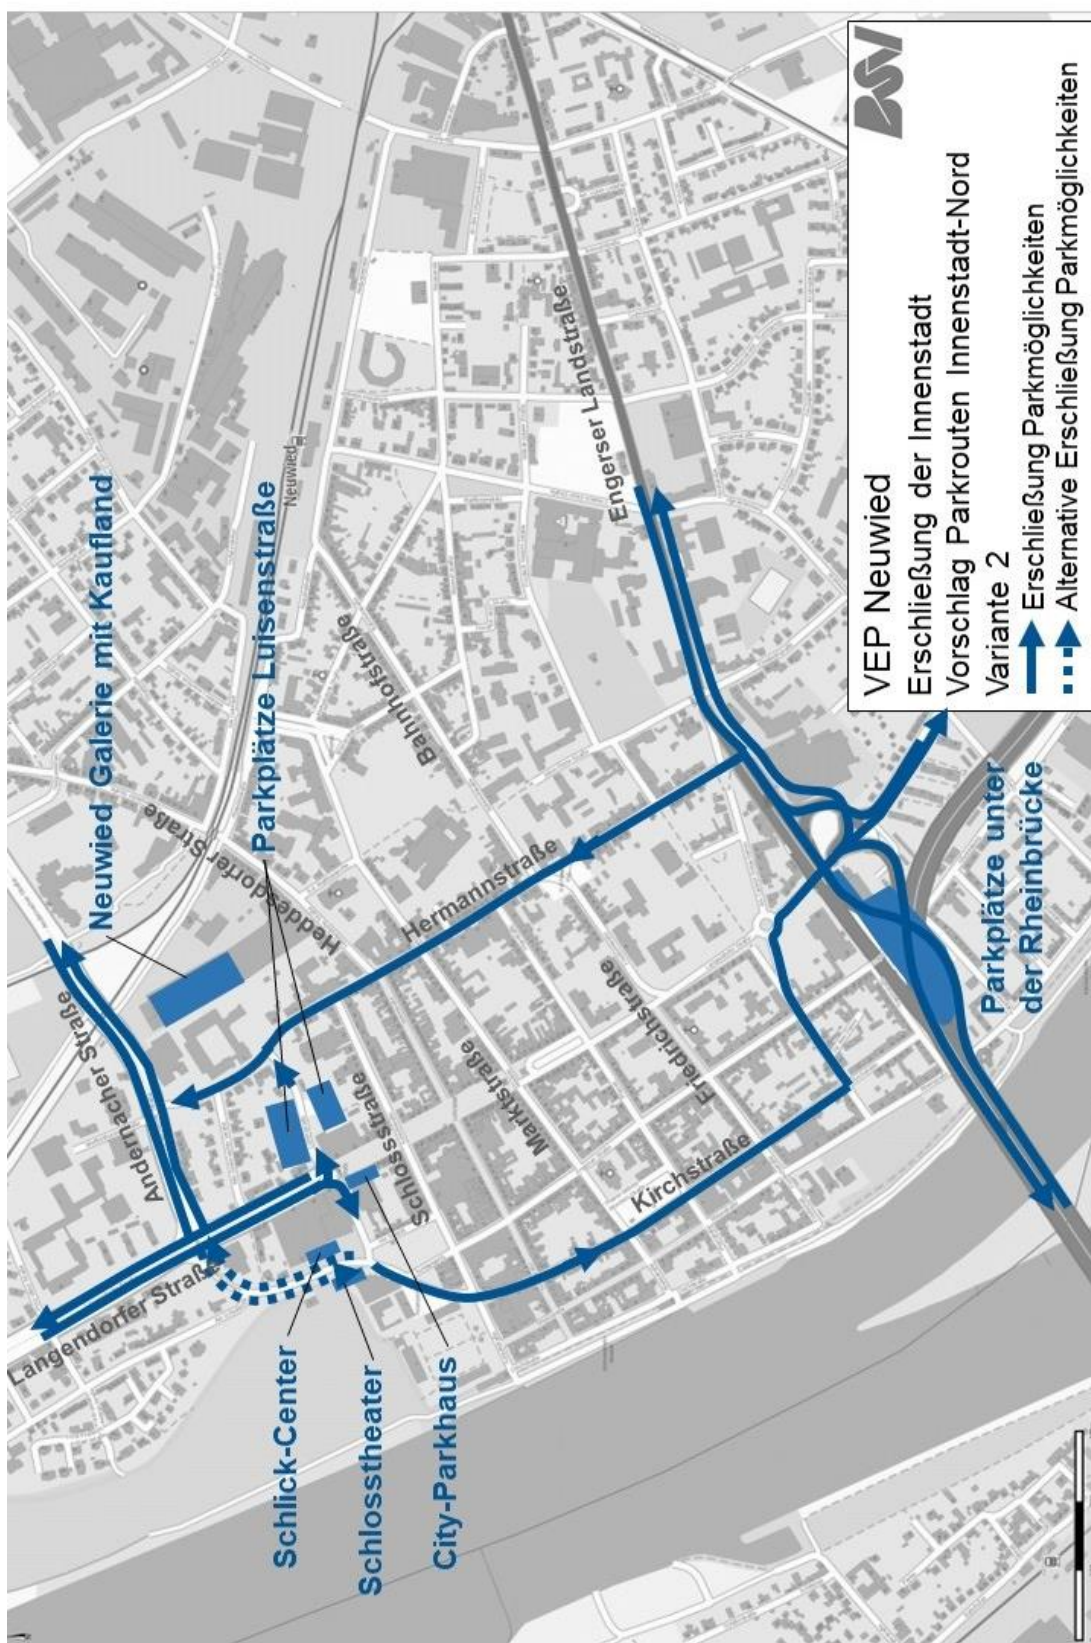 BSV
VEP Neuwied
Erschließung der Innenstadt
Vorschlag Parkrouten Innenstadt-Nord
Variante 2
Erschließung Parkmöglichkeiten
Alternative Erschließung Parkmöglichkeiten
Neuwied Galerie mit Kaufland
Parkplätze Luisenstraße
Parkplätze unter
der Rheinbrücke
Schlick-Center
Schlosstheater
City-Parkhaus
Andernacher Straße
Langendorfer Straße
Heddesdorfer Straße
Bahnhofstraße
Hermannstraße
Engerser Landstraße
Schlossstraße
Marktstraße
Friedrichstraße
Kirchstraße
Neuwied